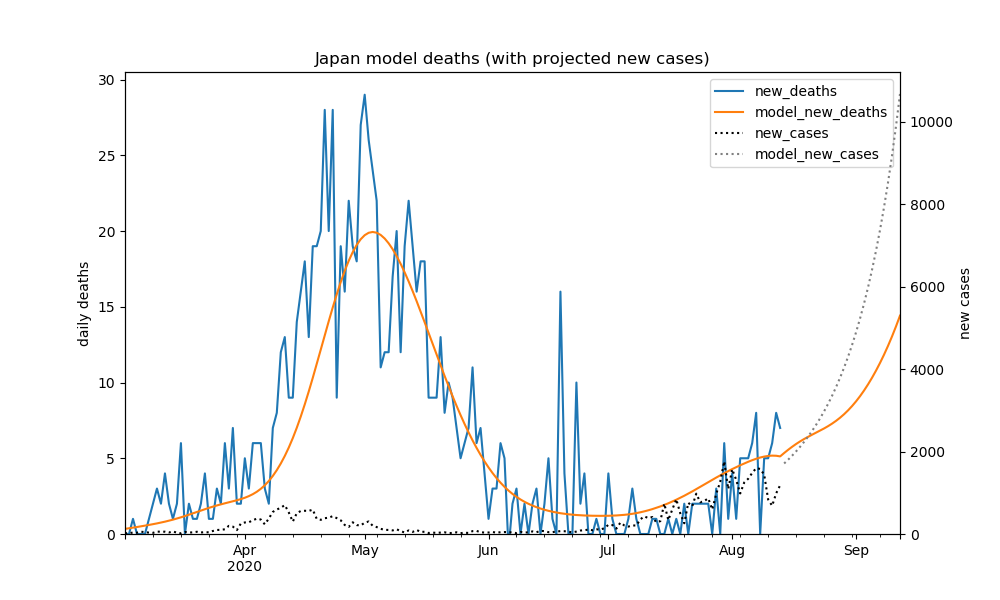 Japan model deaths (with projected new cases)
30
25
20
15
10
5
0
daily deaths
new_deaths
model_new_deaths
new_cases
model_new_cases
10000
8000
6000
4000
2000
0
new cases
Apr May Jun Jul Aug Sep
2020